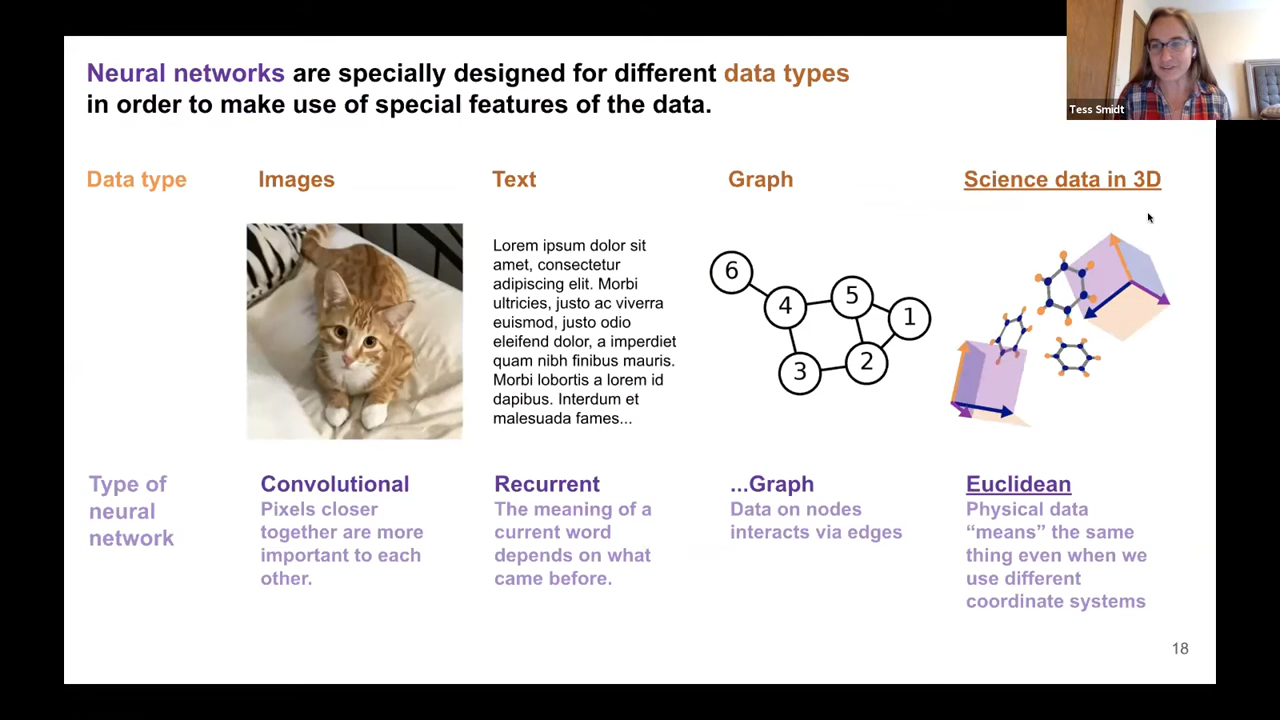 Neural networks are specially designed for different data types
in order to make use of special features of the data.
Tess Smidt
Data type
Images
Text
Graph
Science data in 3D
Lorem ipsum dolor sit
amet, consectetur
adipiscing elit. Morbi
ultricies, justo ac viverra
euismod, justo odio
eleifend dolor, a imperdiet
quam nibh finibus mauris.
Morbi lobortis a lorem id
dapibus. Interdum et
malesuada fames...
6
4
5
1
3
2
Type of
neural
network
Convolutional
Pixels closer
together are more
important to each
other.
Recurrent
The meaning of a
current word
depends on what
came before.
...Graph
Data on nodes
interacts via edges
Euclidean
Physical data
“means” the same
thing even when we
use different
coordinate systems
18